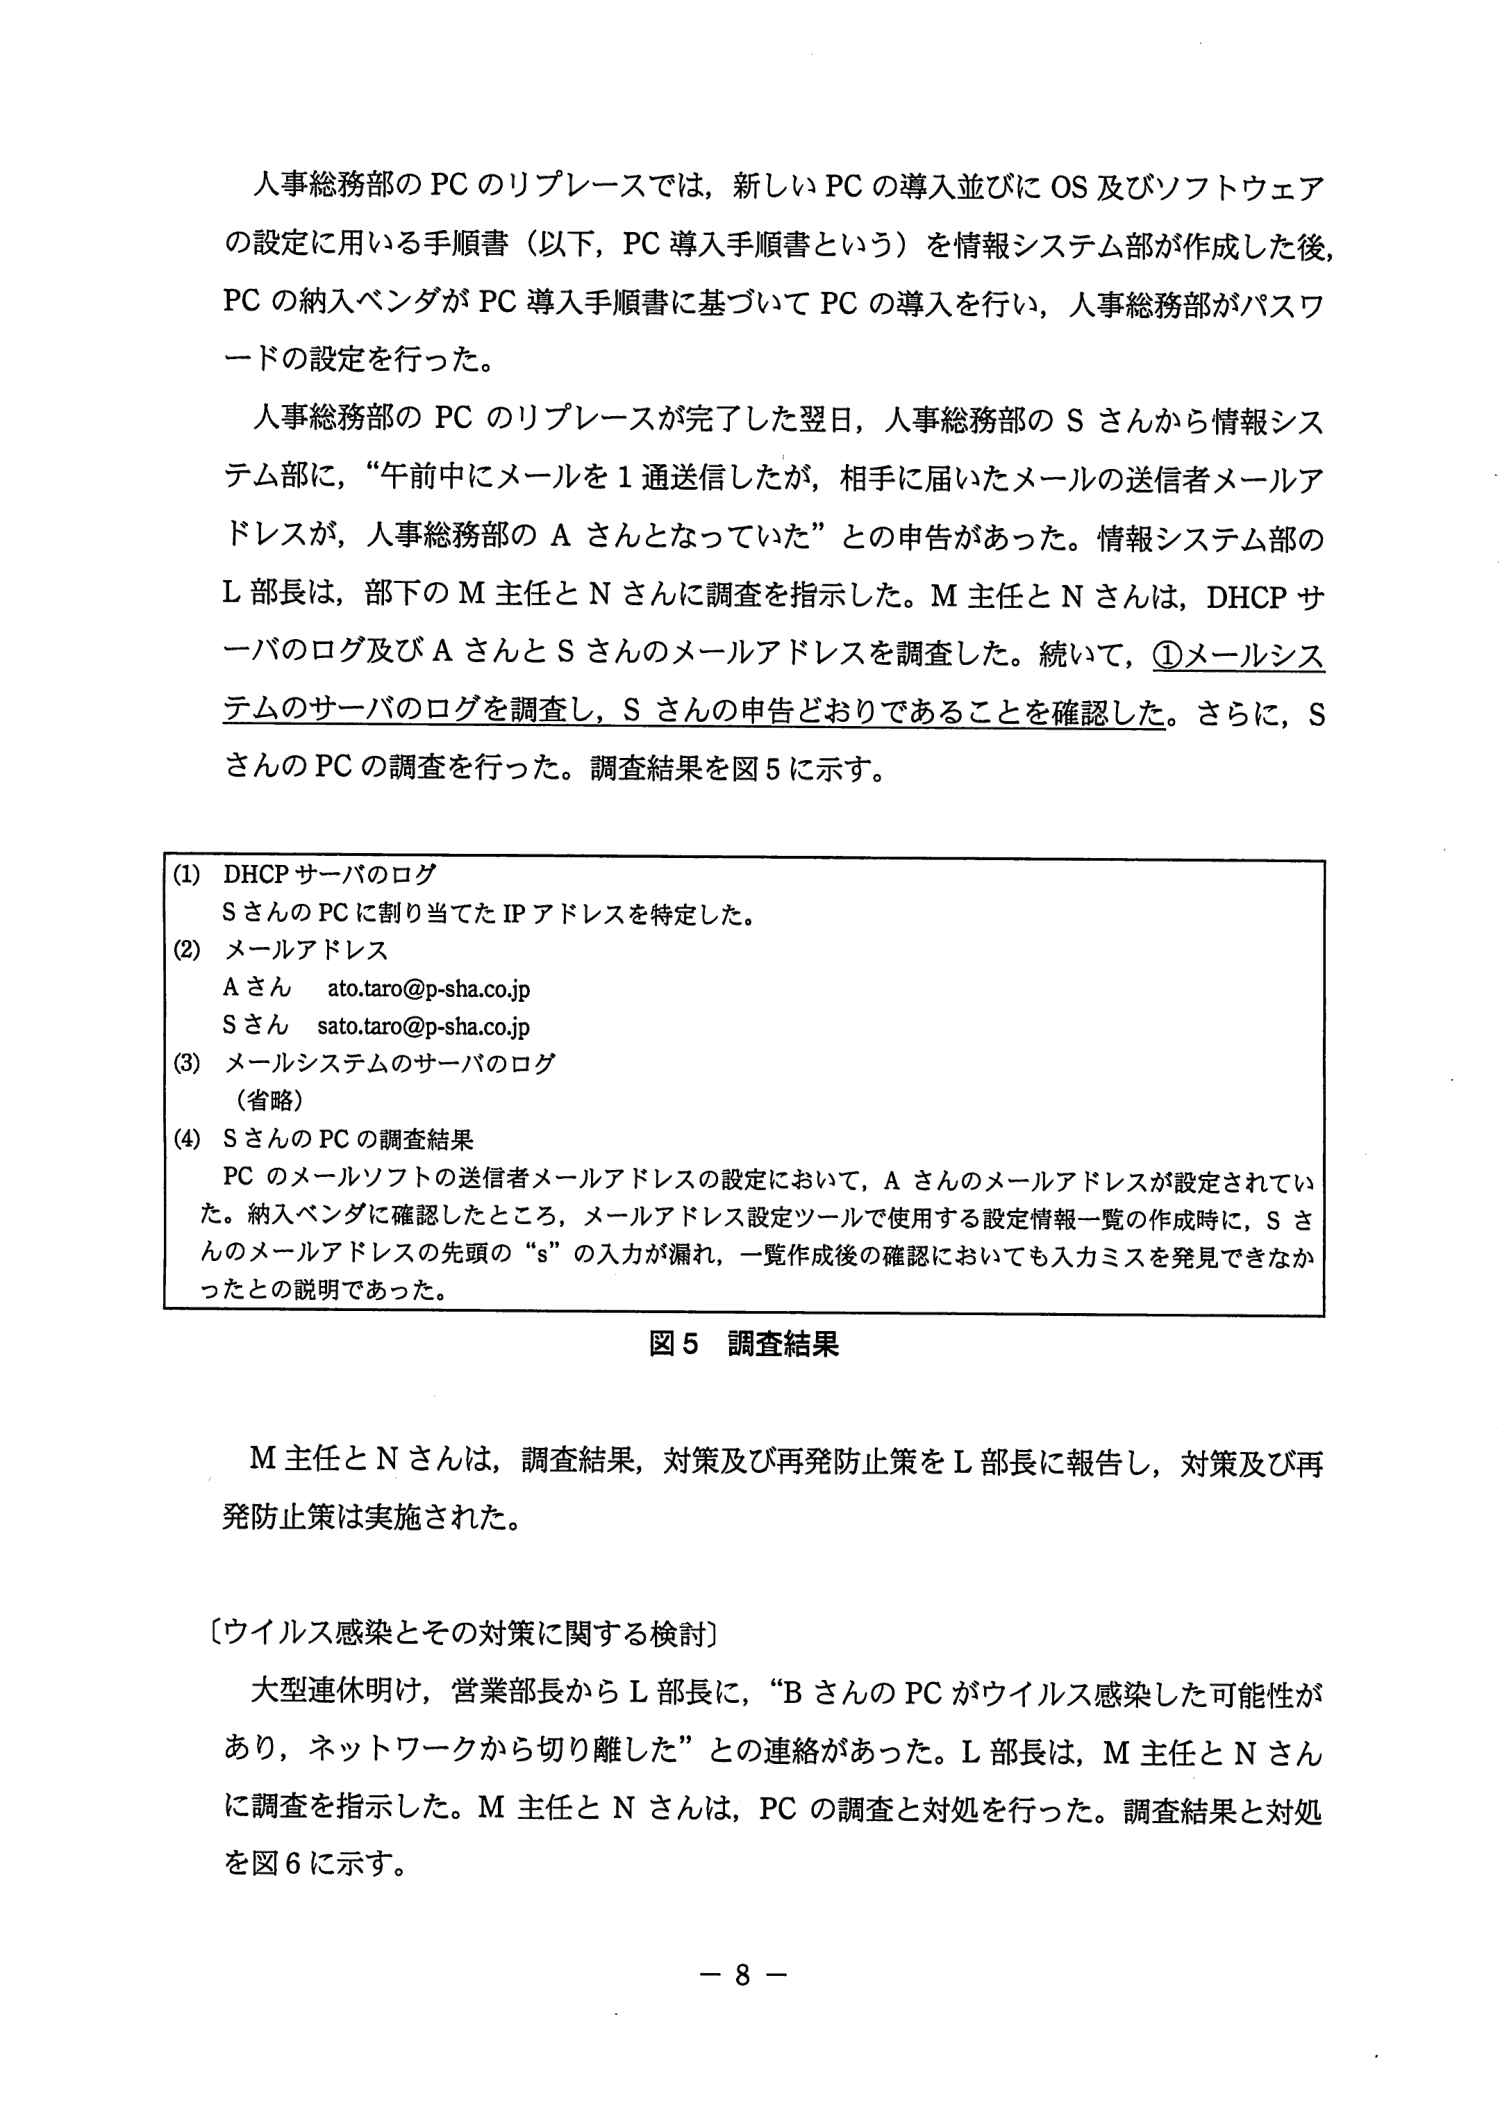 人事総務部の PC のリプレースでは，新しい PC の導入並びに OS 及びソフトウェア
の設定に用いる手順書（以下，PC 導入手順書という）を情報システム部が作成した後，
PC の納入ベンダが PC 導入手順書に基づいて PC の導入を行い，人事総務部がパスワ
ードの設定を行った。
人事総務部の PC のリプレースが完了した翌日，人事総務部の S さんから情報シス
テム部に，“午前中にメールを 1 通送信したが，相手に届いたメールの送信者メールア
ドレスが，人事総務部の A さんとなっていた”との申告があった。情報システム部の
L 部長は，部下の M 主任と N さんに調査を指示した。M 主任と N さんは，DHCP サ
ーバのログ及び A さんと S さんのメールアドレスを調査した。続いて，①メールシス
テムのサーバのログを調査し，S さんの申告どおりであることを確認した。さらに，S
さんの PC の調査を行った。調査結果を図 5 に示す。
(1) DHCP サーバのログ
S さんの PC に割り当てた IP アドレスを特定した。
(2) メールアドレス
A さん ato.taro@p-sha.co.jp
S さん sato.taro@p-sha.co.jp
(3) メールシステムのサーバのログ
（省略）
(4) S さんの PC の調査結果
PC のメールソフトの送信者メールアドレスの設定において，A さんのメールアドレスが設定されてい
た。納入ベンダに確認したところ，メールアドレス設定ツールで使用する設定情報一覧の作成時に，S さ
んのメールアドレスの先頭の“s”の入力が漏れ，一覧作成後の確認においても入力ミスを発見できなか
ったとの説明であった。
図 5 調査結果
M 主任と N さんは，調査結果，対策及び再発防止策を L 部長に報告し，対策及び再
発防止策は実施された。
〔ウイルス感染とその対策に関する検討〕
大型連休明け，営業部長から L 部長に，“B さんの PC がウイルス感染した可能性が
あり，ネットワークから切り離した”との連絡があった。L 部長は，M 主任と N さん
に調査を指示した。M 主任と N さんは，PC の調査と対処を行った。調査結果と対処
を図 6 に示す。
－ 8 －